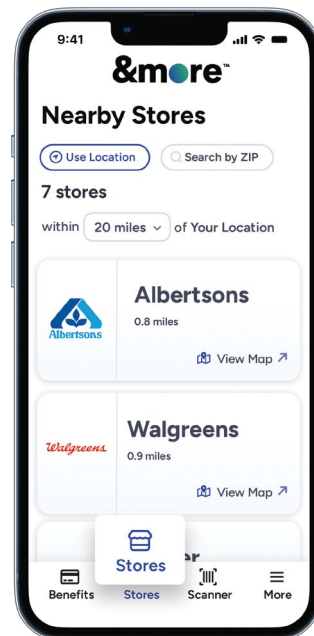 9:41
&more™
Nearby Stores
Use Location
Search by ZIP
7 stores
within 20 miles of Your Location
Albertsons
Albertsons
0.8 miles
View Map
Walgreens
Walgreens
0.9 miles
View Map
Stores
Benefits Stores Scanner More